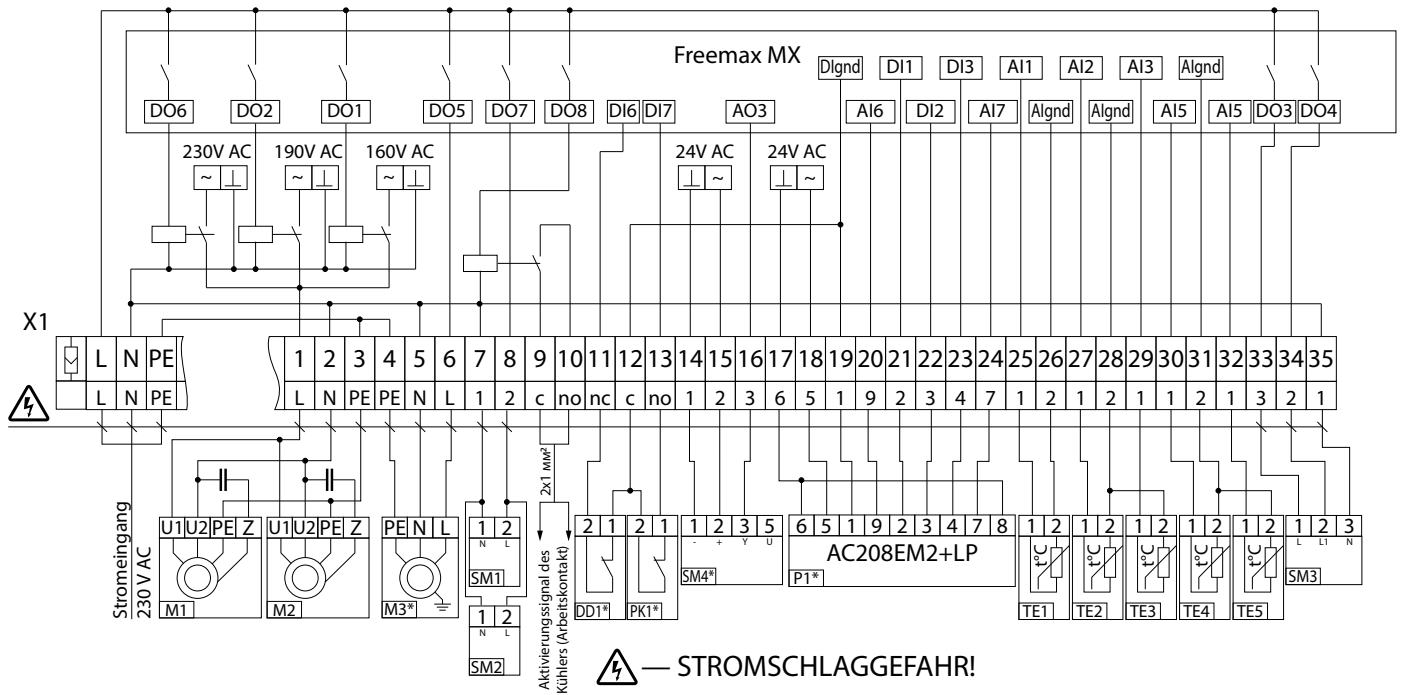 Freemax MX
DIgnd DI1 DI3 AI1 AI2 AI3 AIgnd
DO6 DO2 DO1 DO5 DO7 DO8 DI6 DI7 AO3 AI6 DI2 AI7 AIgnd AIgnd AI5 AI5 DO3 DO4
230V AC 190V AC 160V AC 24V AC 24V AC
~ ⊥ ~ ⊥ ~ ⊥ ⊥ ~ ⊥ ~
X1
L N PE 1 2 3 4 5 6 7 8 9 10 11 12 13 14 15 16 17 18 19 20 21 22 23 24 25 26 27 28 29 30 31 32 33 34 35
L N PE L N PE PE N L 1 2 c no nc c no 1 2 3 6 5 1 9 2 3 4 7 1 2 1 2 1 1 2 1 3 2 1
Stromeingang
230 V AC
U1 U2 PE Z
M1
U1 U2 PE Z
M2
PE N L
M3*
1 2
N L
SM1
1 2
N L
SM2
2x1 мм²
Aktivierungssignal des
Kühlers (Arbeitskontakt)
2 1
DD1*
2 1
PK1*
1 2 3 5
- + Y U
SM4*
6 5 1 9 2 3 4 7 8
AC208EM2+LP
P1*
1 2
t°C
TE1
1 2
t°C
TE2
1 2
t°C
TE3
1 2
t°C
TE4
1 2
t°C
TE5
1 2 3
L L1 N
SM3
— STROMSCHLAGGEFAHR!